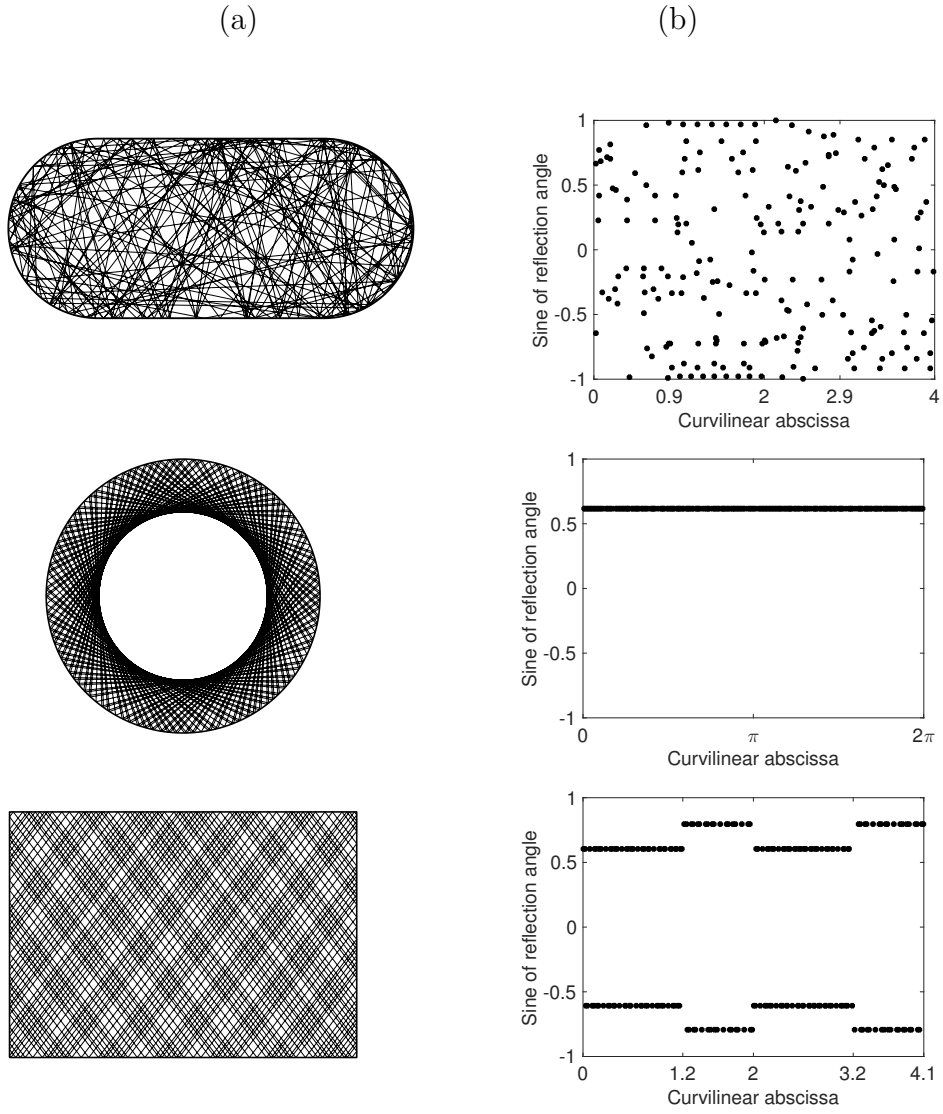 (a)
(b)
1
0.5
0
-0.5
-1
Sine of reflection angle
0 0.9 2 2.9 4
Curvilinear abscissa
1
0.5
0
-0.5
-1
Sine of reflection angle
0 π 2π
Curvilinear abscissa
1
0.5
0
-0.5
-1
Sine of reflection angle
0 1.2 2 3.2 4.1
Curvilinear abscissa